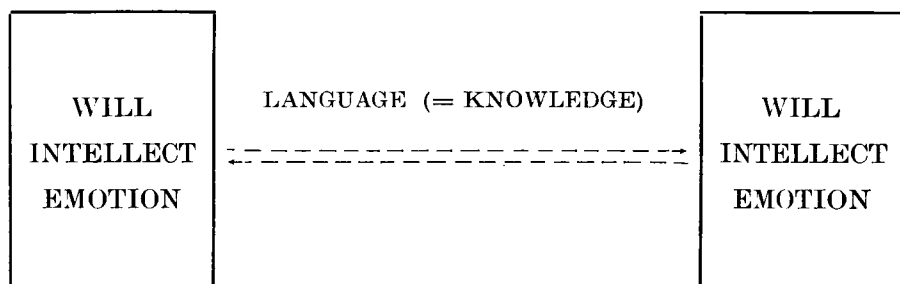 WILL
INTELLECT
EMOTION
LANGUAGE (= KNOWLEDGE)
WILL
INTELLECT
EMOTION